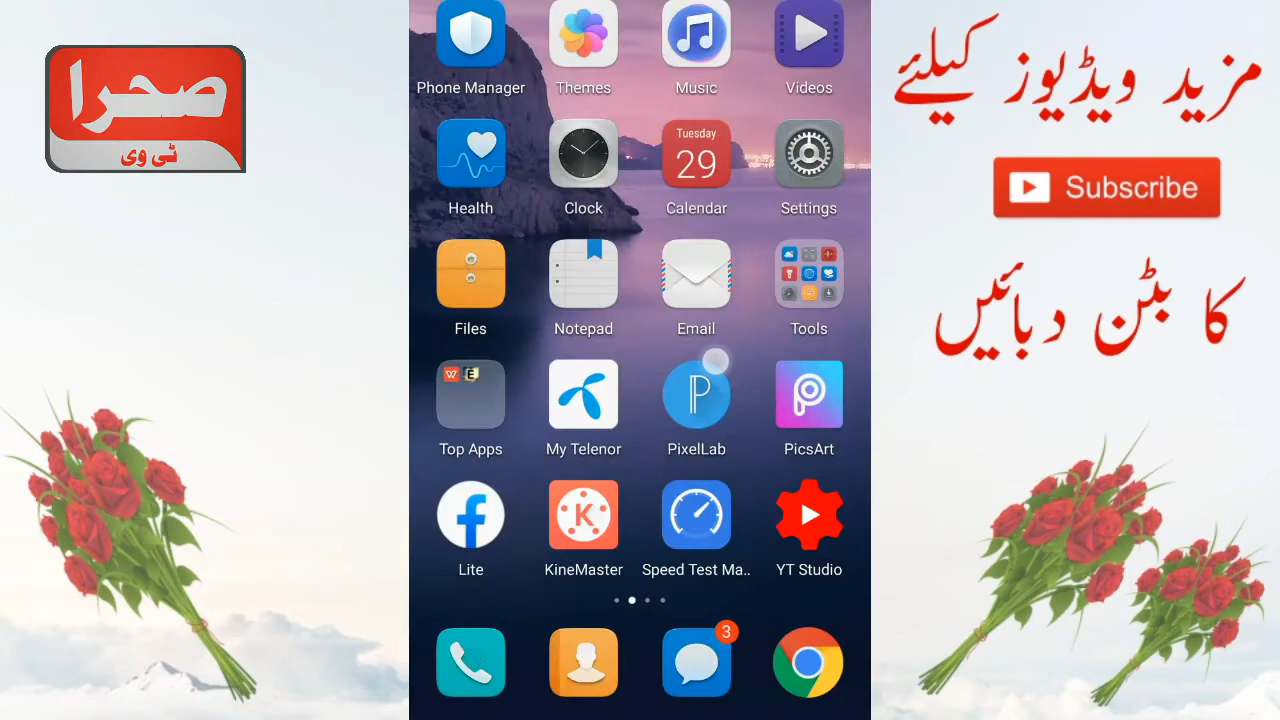 صحرا
ٹی وی
Phone Manager
Themes
Music
Videos
Tuesday
29
Health
Clock
Calendar
Settings
Files
Notepad
Email
Tools
Top Apps
My Telenor
PixelLab
PicsArt
Lite
KineMaster
Speed Test Ma..
YT Studio
3
مزید ویڈیوز کیلئے
Subscribe
کا بٹن دبائیں